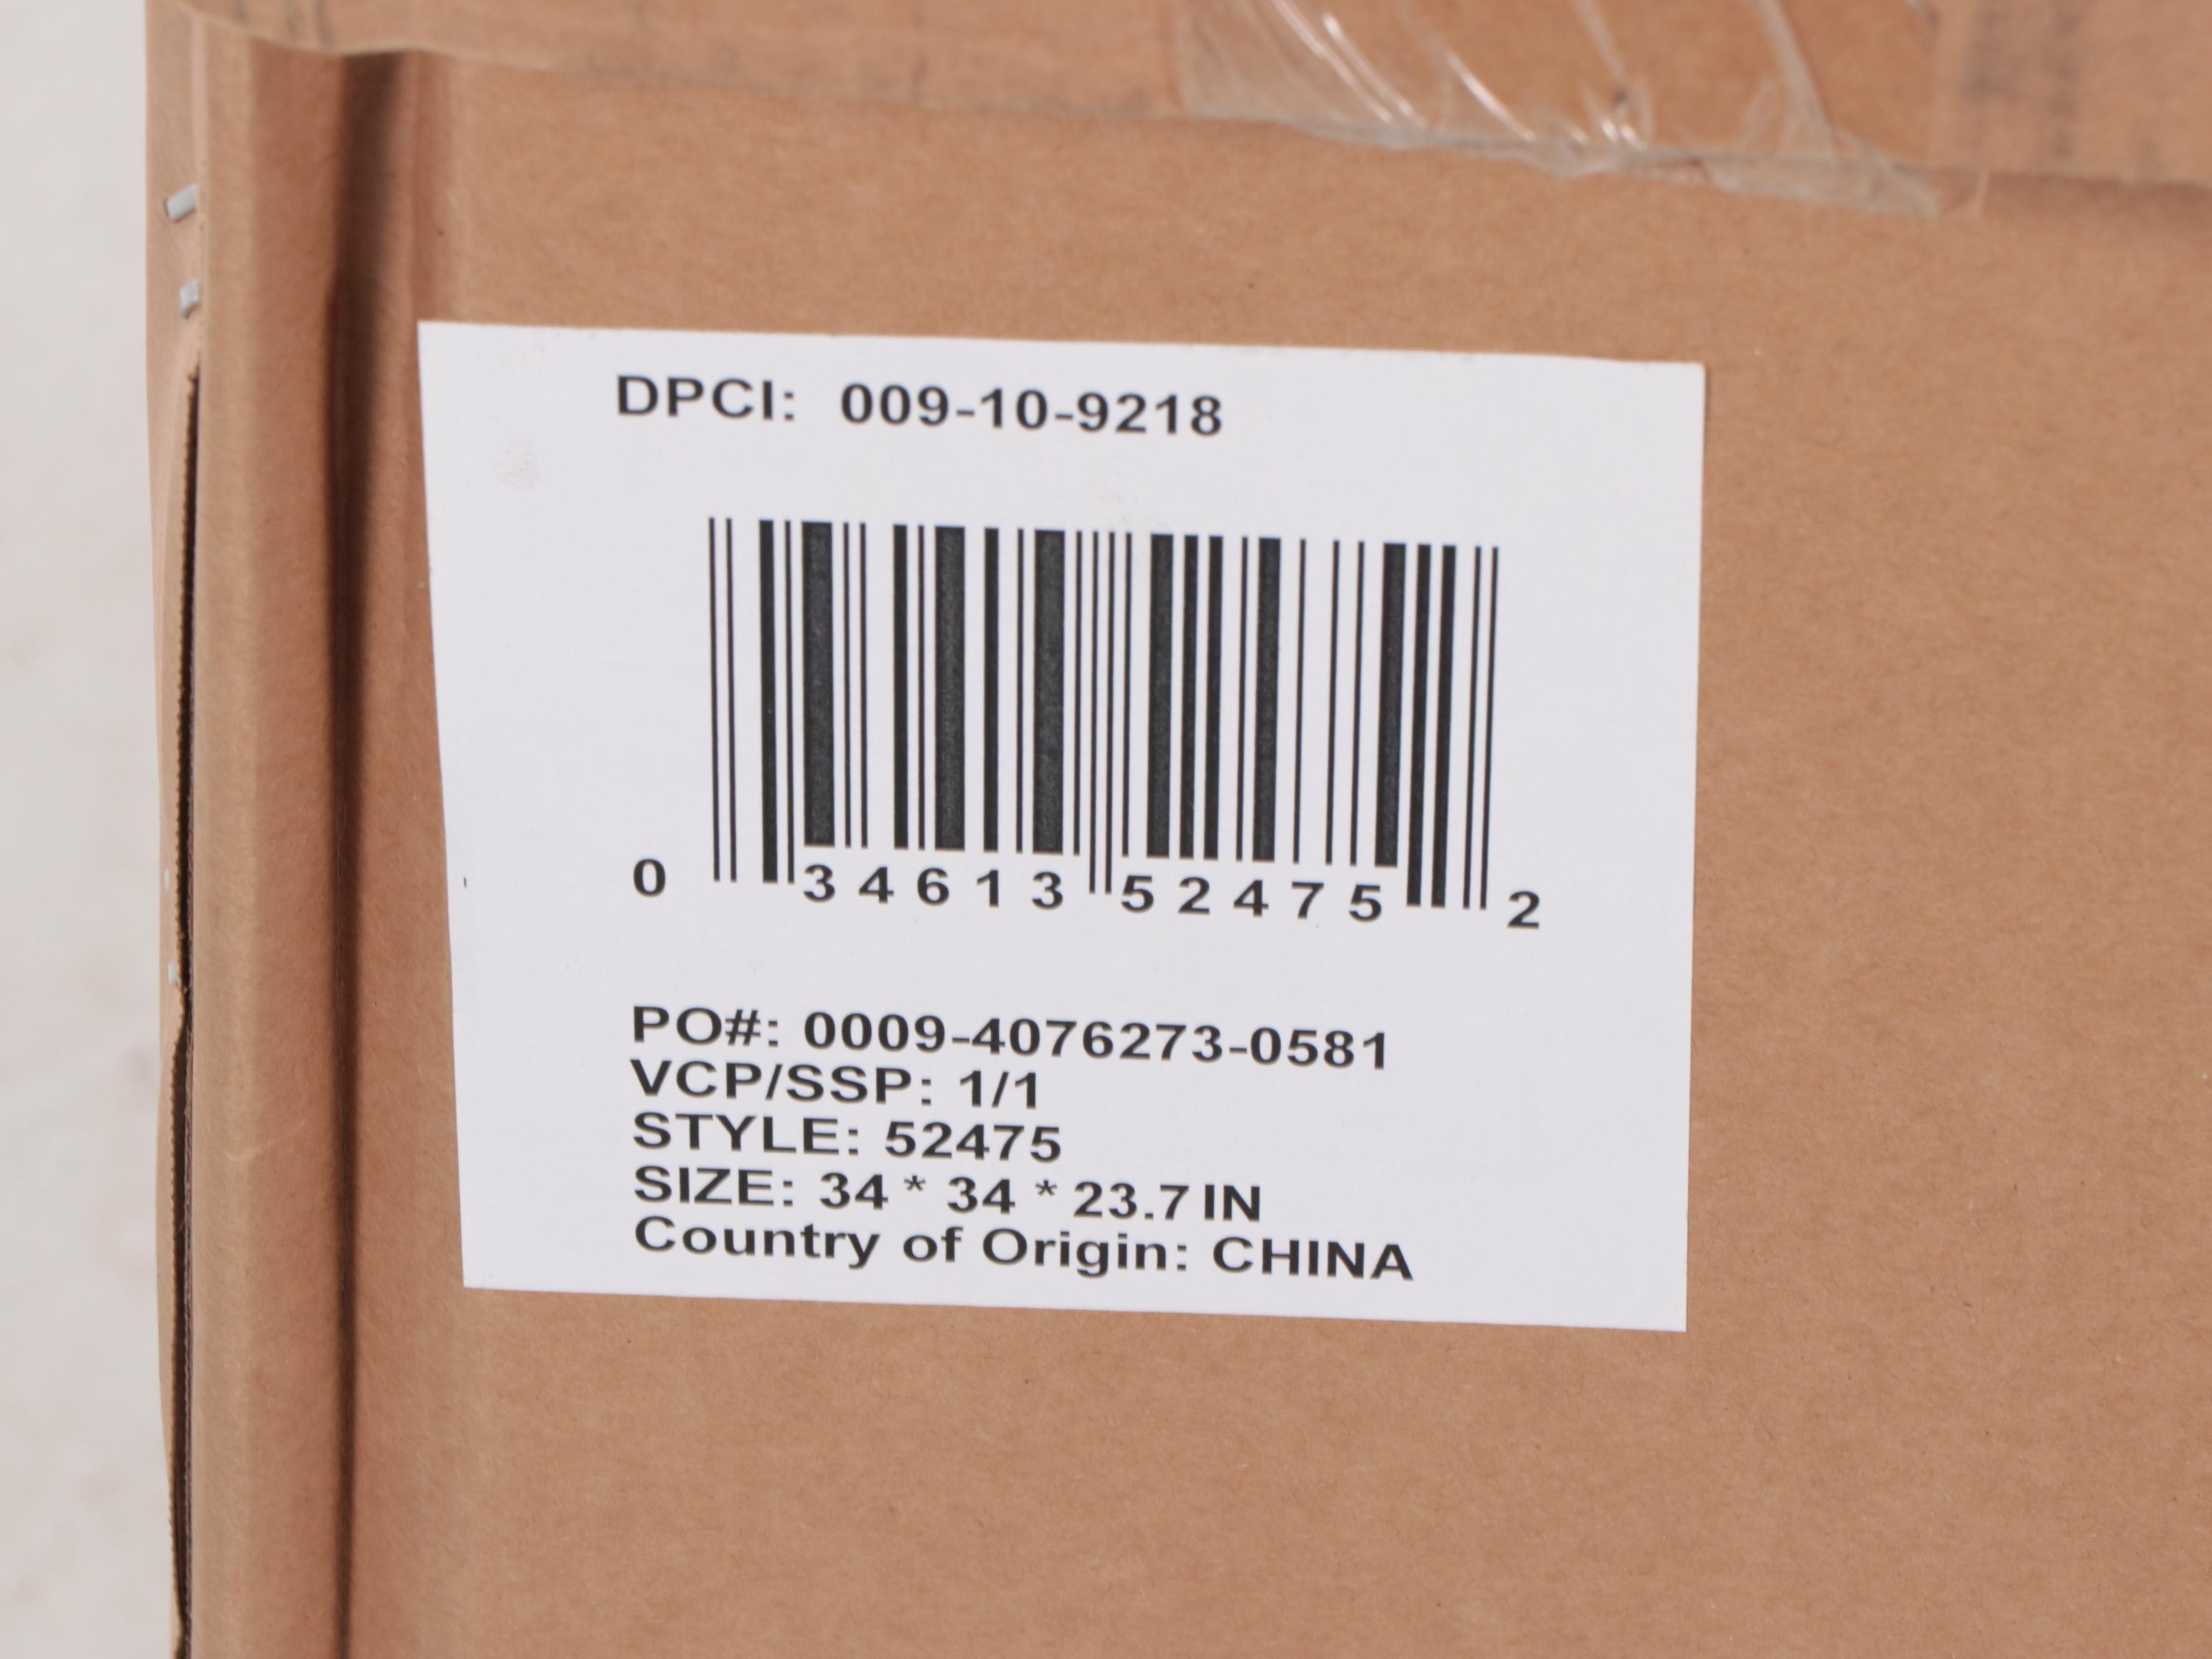 DPCI: 009-10-9218
0 34613 52475 2
PO#: 0009-4076273-0581
VCP/SSP: 1/1
STYLE: 52475
SIZE: 34 * 34 * 23.7 IN
Country of Origin: CHINA